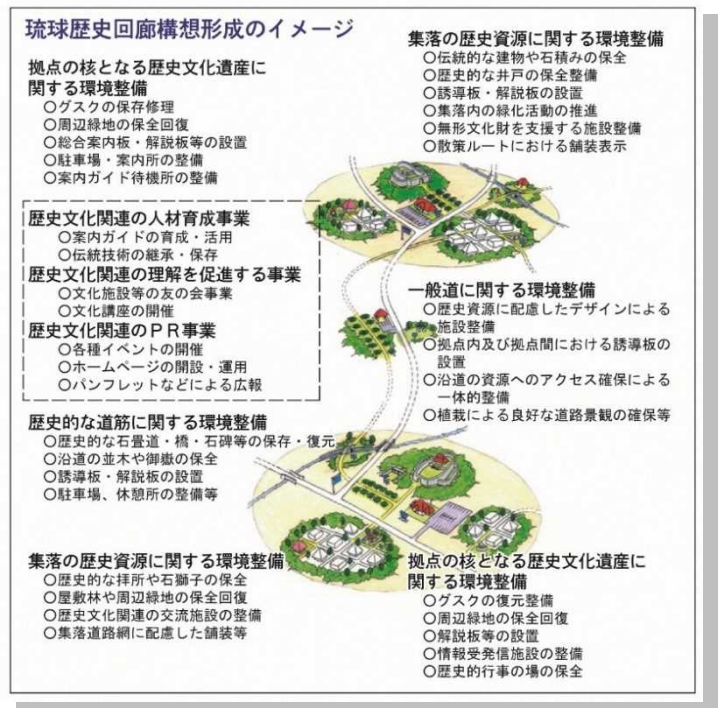 琉球歴史回廊構想形成のイメージ
拠点の核となる歴史文化遺産に
関する環境整備
○グスクの保存修理
○周辺緑地の保全回復
○総合案内板・解説板等の設置
○駐車場・案内所の整備
○案内ガイド待機所の整備
歴史文化関連の人材育成事業
○案内ガイドの育成・活用
○伝統技術の継承・保存
歴史文化関連の理解を促進する事業
○文化施設等の友の会事業
○文化講座の開催
歴史文化関連のPR事業
○各種イベントの開催
○ホームページの開設・運用
○パンフレットなどによる広報
歴史的な道筋に関する環境整備
○歴史的な石畳道・橋・石碑等の保存・復元
○沿道の並木や御嶽の保全
○誘導板・解説板の設置
○駐車場、休憩所の整備等
集落の歴史資源に関する環境整備
○歴史的な拝所や石獅子の保全
○屋敷林や周辺緑地の保全回復
○歴史文化関連の交流施設の整備
○集落道路網に配慮した舗装等
集落の歴史資源に関する環境整備
○伝統的な建物や石積みの保全
○歴史的な井戸の保全整備
○誘導板・解説板の設置
○集落内の緑化活動の推進
○無形文化財を支援する施設整備
○散策ルートにおける舗装表示
一般道に関する環境整備
○歴史資源に配慮したデザインによる
施設整備
○拠点内及び拠点間における誘導板の
設置
○沿道の資源へのアクセス確保による
一体的整備
○植栽による良好な道路景観の確保等
拠点の核となる歴史文化遺産に
関する環境整備
○グスクの復元整備
○周辺緑地の保全回復
○解説板等の設置
○情報受発信施設の整備
○歴史的行事の場の保全